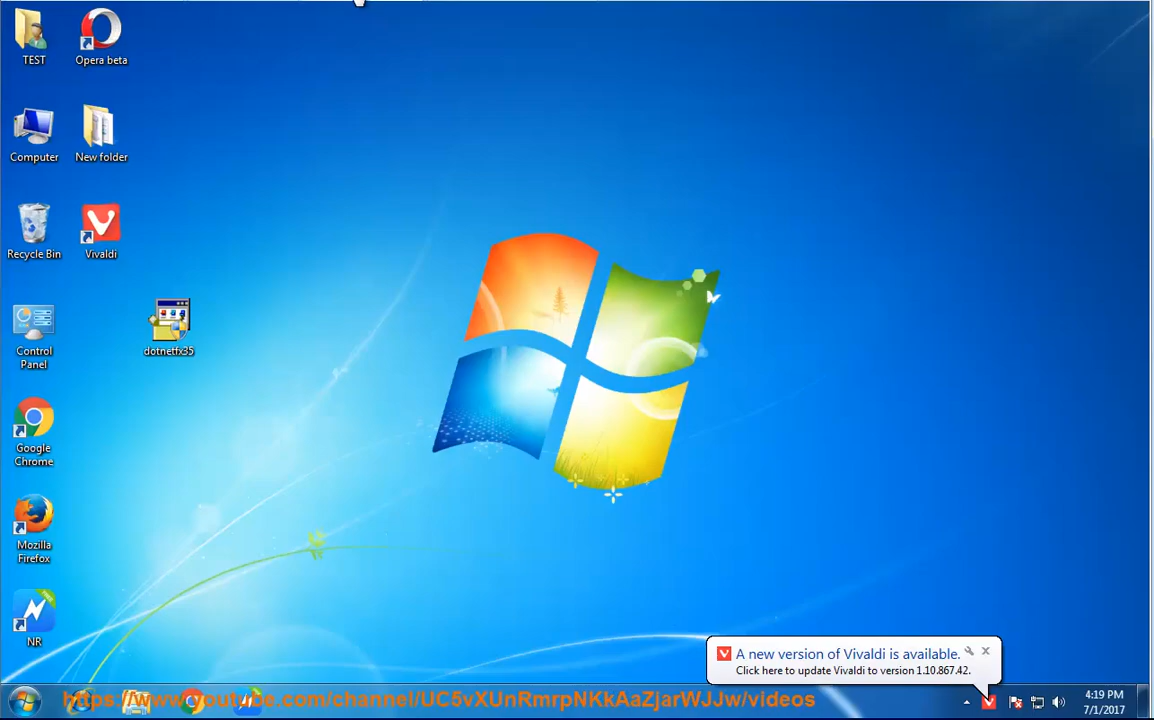 TEST
Opera beta
Computer
New folder
Recycle Bin
Vivaldi
Control
Panel
dotnetfx35
Google
Chrome
Mozilla
Firefox
NR
A new version of Vivaldi is available.
Click here to update Vivaldi to version 1.10.867.42.
https://www.youtube.com/channel/UC5vXUnRmrpNKkAaZjarWJJw/videos
4:19 PM
7/1/2017